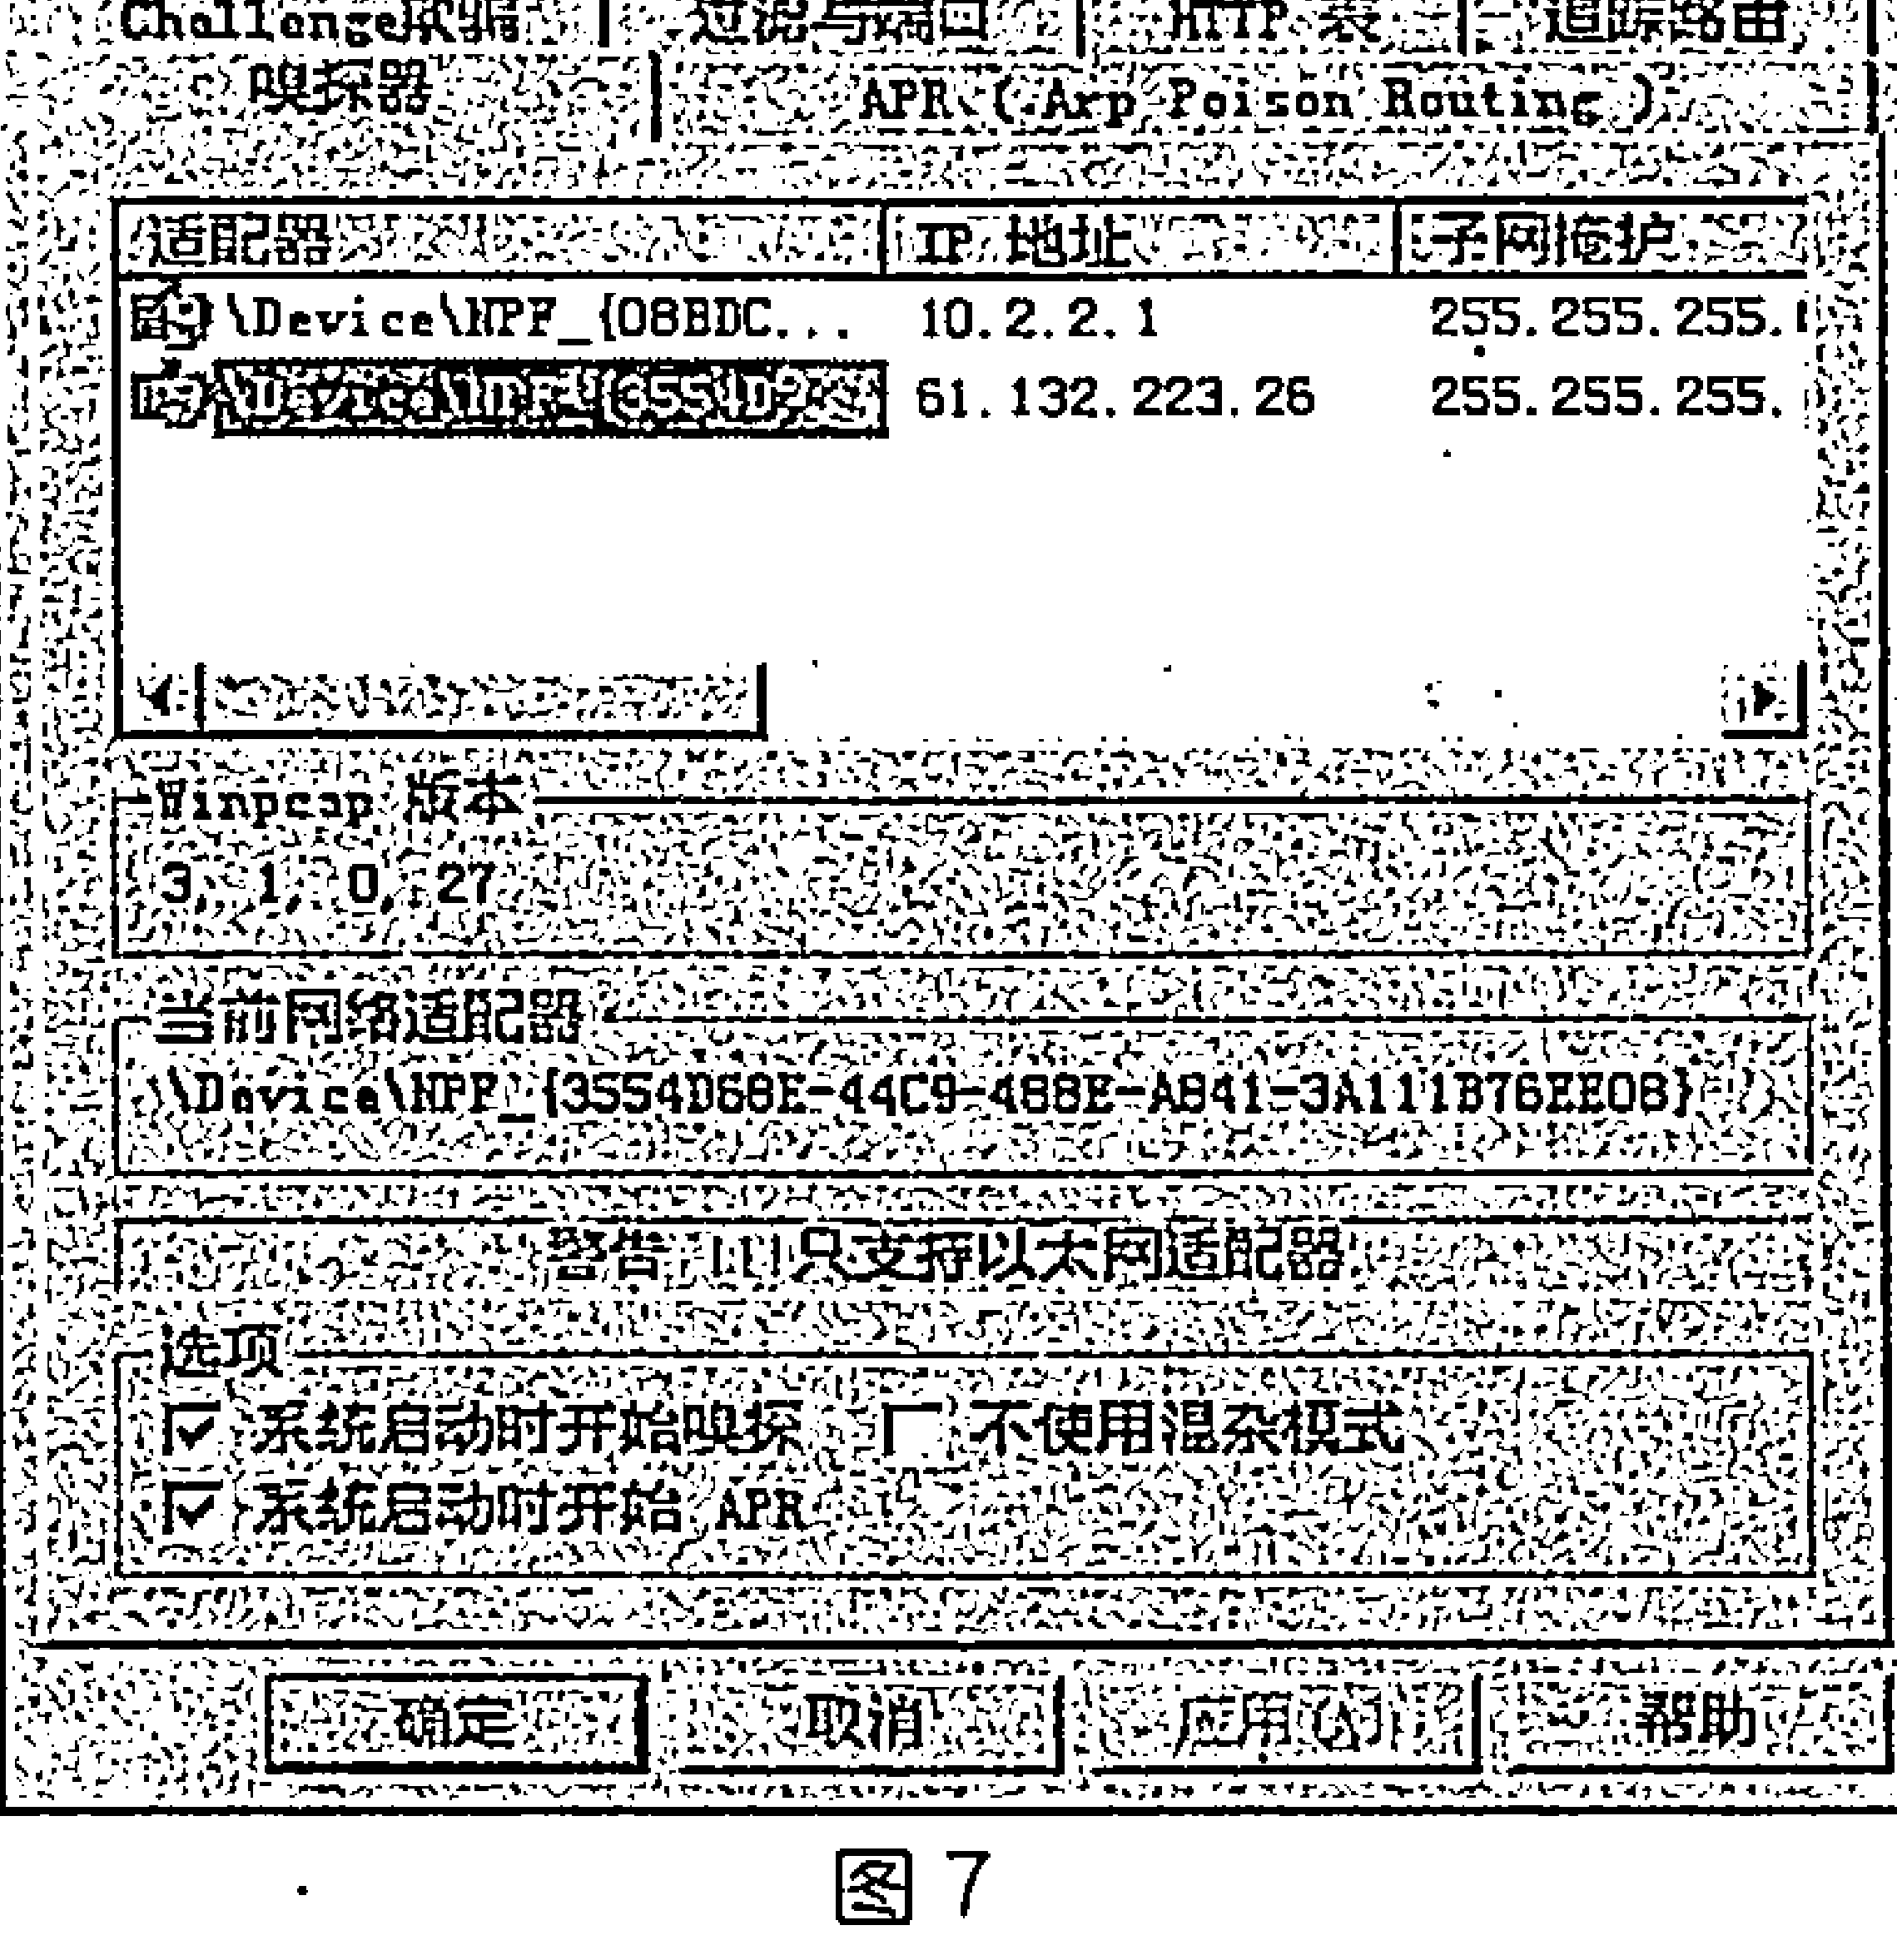 Challenge欺骗 过滤与端口 HTTP 表 追踪路由
嗅探器 APR ( Arp Poison Routing )
适配器 IP 地址 子网掩护
\Device\NPF_{08BDC... 10.2.2.1 255.255.255.
\Device\NPF_{3554D... 61.132.223.26 255.255.255.
Winpcap 版本
3, 1, 0, 27
当前网络适配器
\Device\NPF_{3554D68E-44C9-488E-A841-3A111B76EE08}
警告 !!! 只支持以太网适配器
选项
系统启动时开始嗅探 不使用混杂模式
系统启动时开始 APR
确定 取消 应用(A) 帮助
图 7